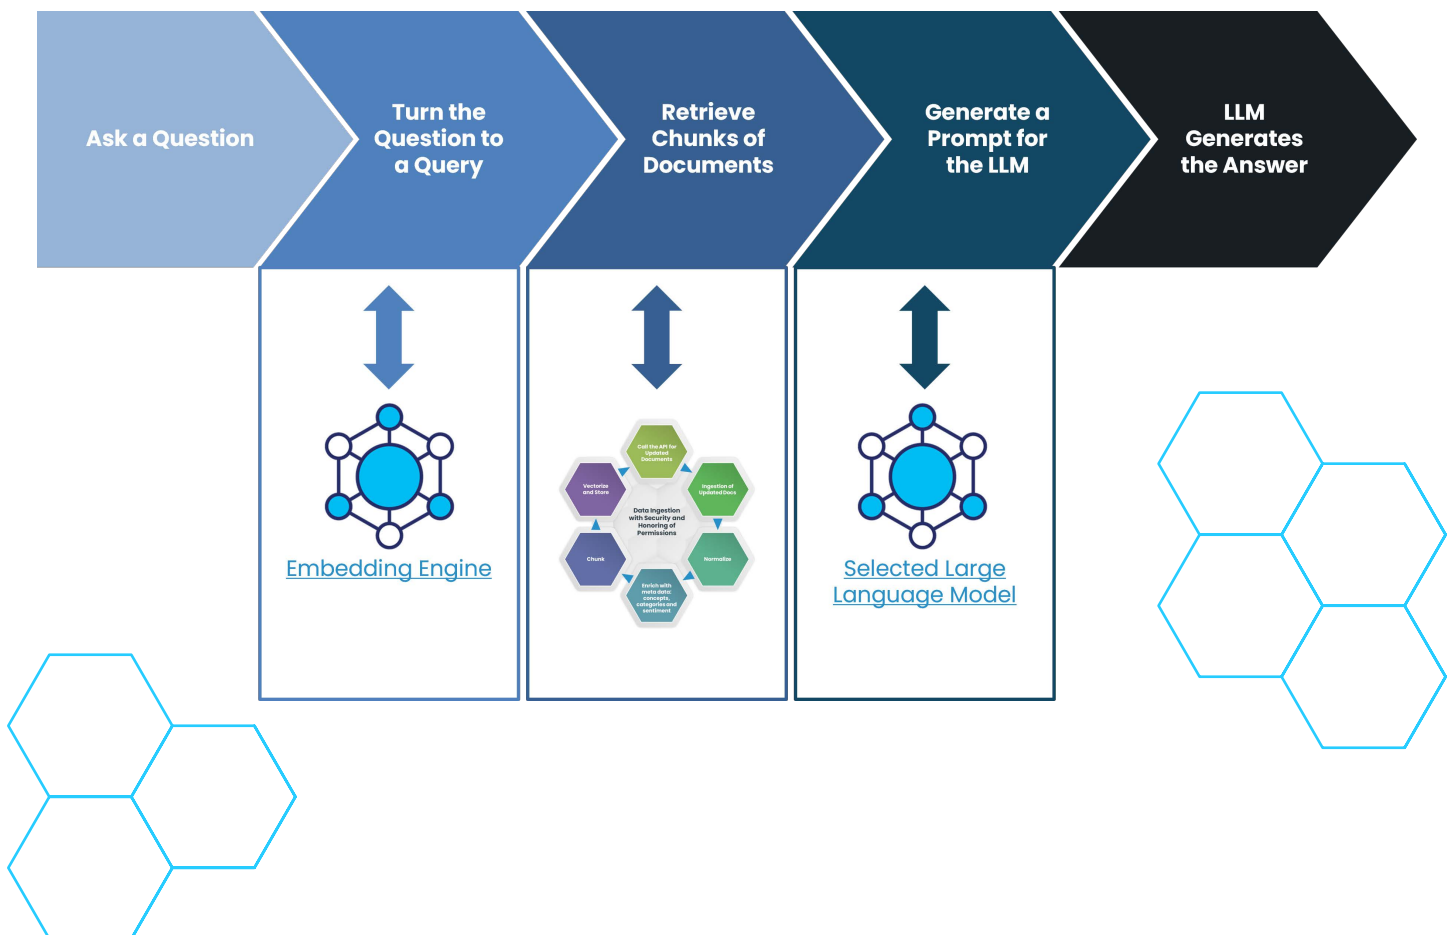 Ask a Question
Turn the
Question to
a Query
Retrieve
Chunks of
Documents
Generate a
Prompt for
the LLM
LLM
Generates
the Answer
Embedding Engine
Call the API for
Updated
Documents
Ingestion of
Updated Docs
Normalize
Enrich with
meta data:
concepts,
categories and
sentiment
Chunk
Vectorize
and Store
Data Ingestion
with Security and
Honoring of
Permissions
Selected Large
Language Model